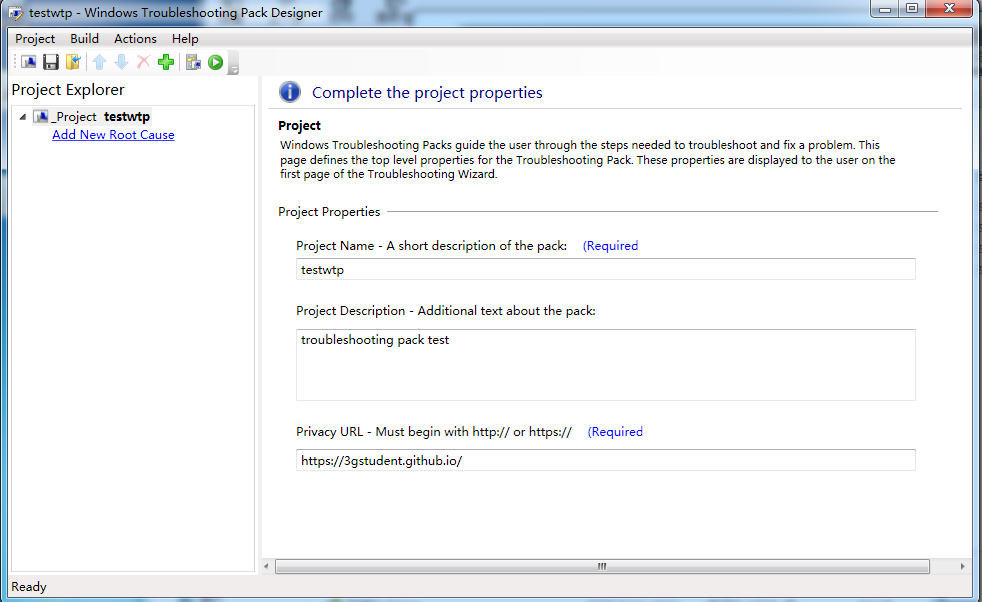 testwtp - Windows Troubleshooting Pack Designer
Project Build Actions Help
Project Explorer
_Project testwtp
Add New Root Cause
Complete the project properties
Project
Windows Troubleshooting Packs guide the user through the steps needed to troubleshoot and fix a problem. This
page defines the top level properties for the Troubleshooting Pack. These properties are displayed to the user on the
first page of the Troubleshooting Wizard.
Project Properties
Project Name - A short description of the pack: (Required
testwtp
Project Description - Additional text about the pack:
troubleshooting pack test
Privacy URL - Must begin with http:// or https:// (Required
https://3gstudent.github.io/
Ready